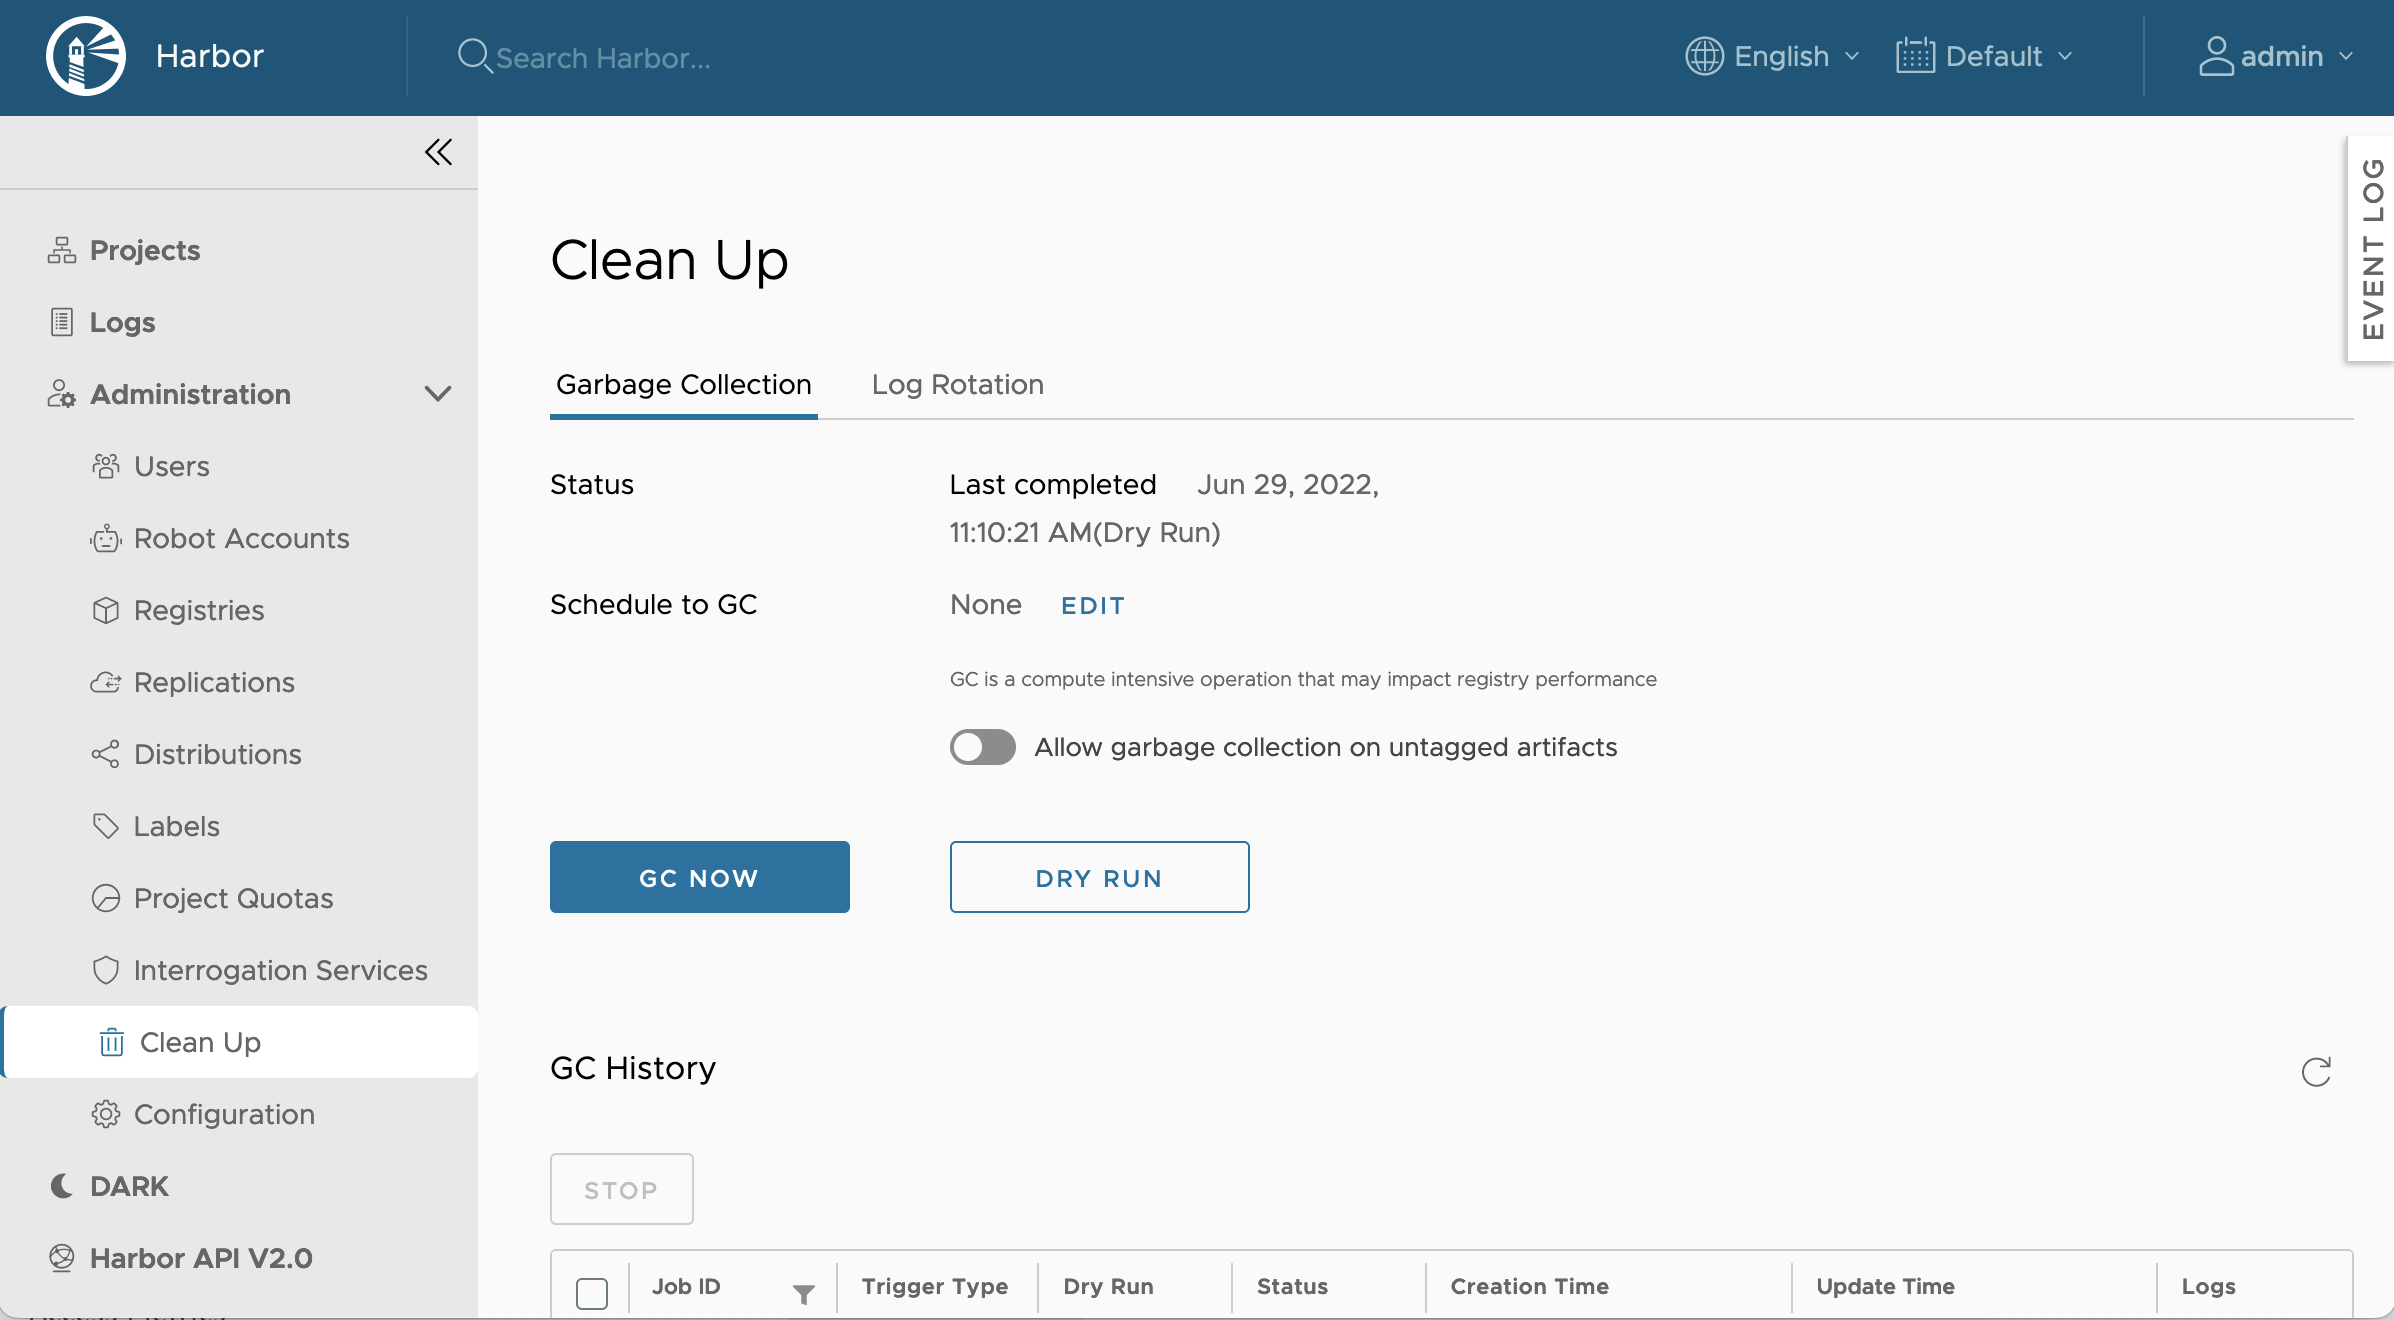 Harbor
Search Harbor...
English
Default
admin
EVENT LOG
Projects
Logs
Administration
Users
Robot Accounts
Registries
Replications
Distributions
Labels
Project Quotas
Interrogation Services
Clean Up
Configuration
DARK
Harbor API V2.0
Clean Up
Garbage Collection Log Rotation
Status Last completed Jun 29, 2022,
11:10:21 AM(Dry Run)
Schedule to GC None EDIT
GC is a compute intensive operation that may impact registry performance
Allow garbage collection on untagged artifacts
GC NOW DRY RUN
GC History
STOP
Job ID Trigger Type Dry Run Status Creation Time Update Time Logs